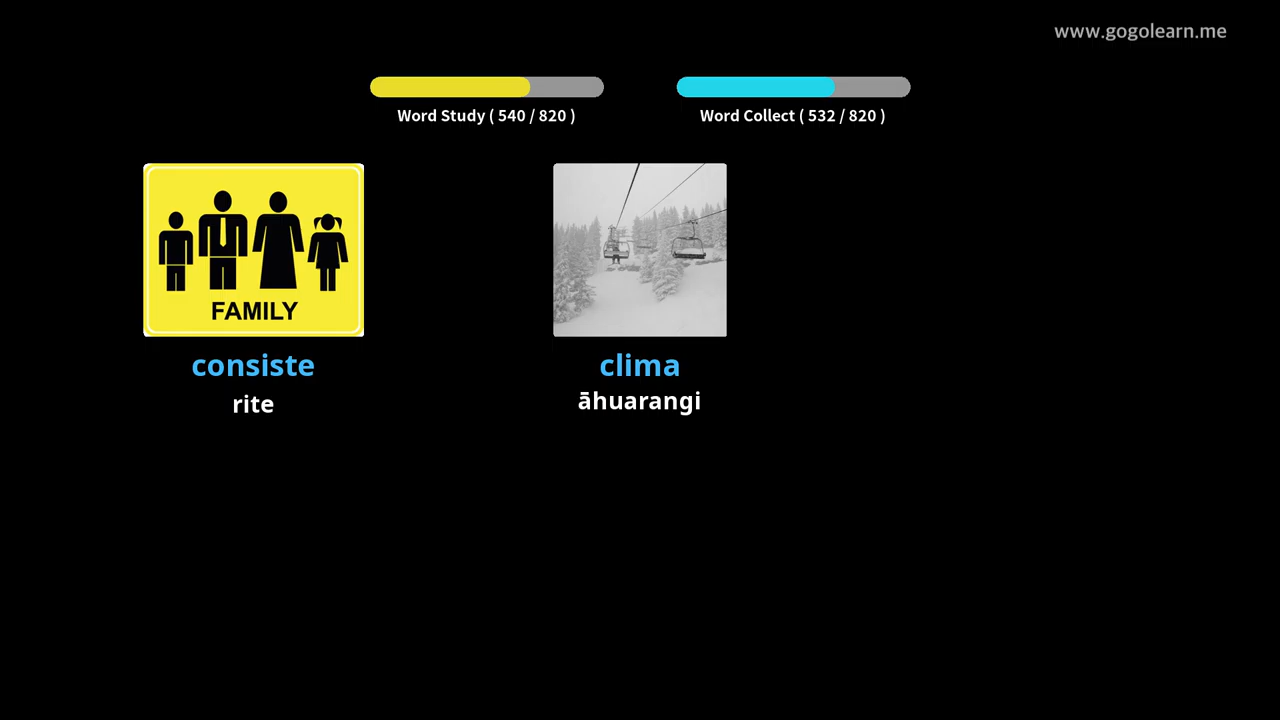 www.gogolearn.me
Word Study ( 540 / 820 )
Word Collect ( 532 / 820 )
FAMILY
consiste
rite
clima
āhuarangi